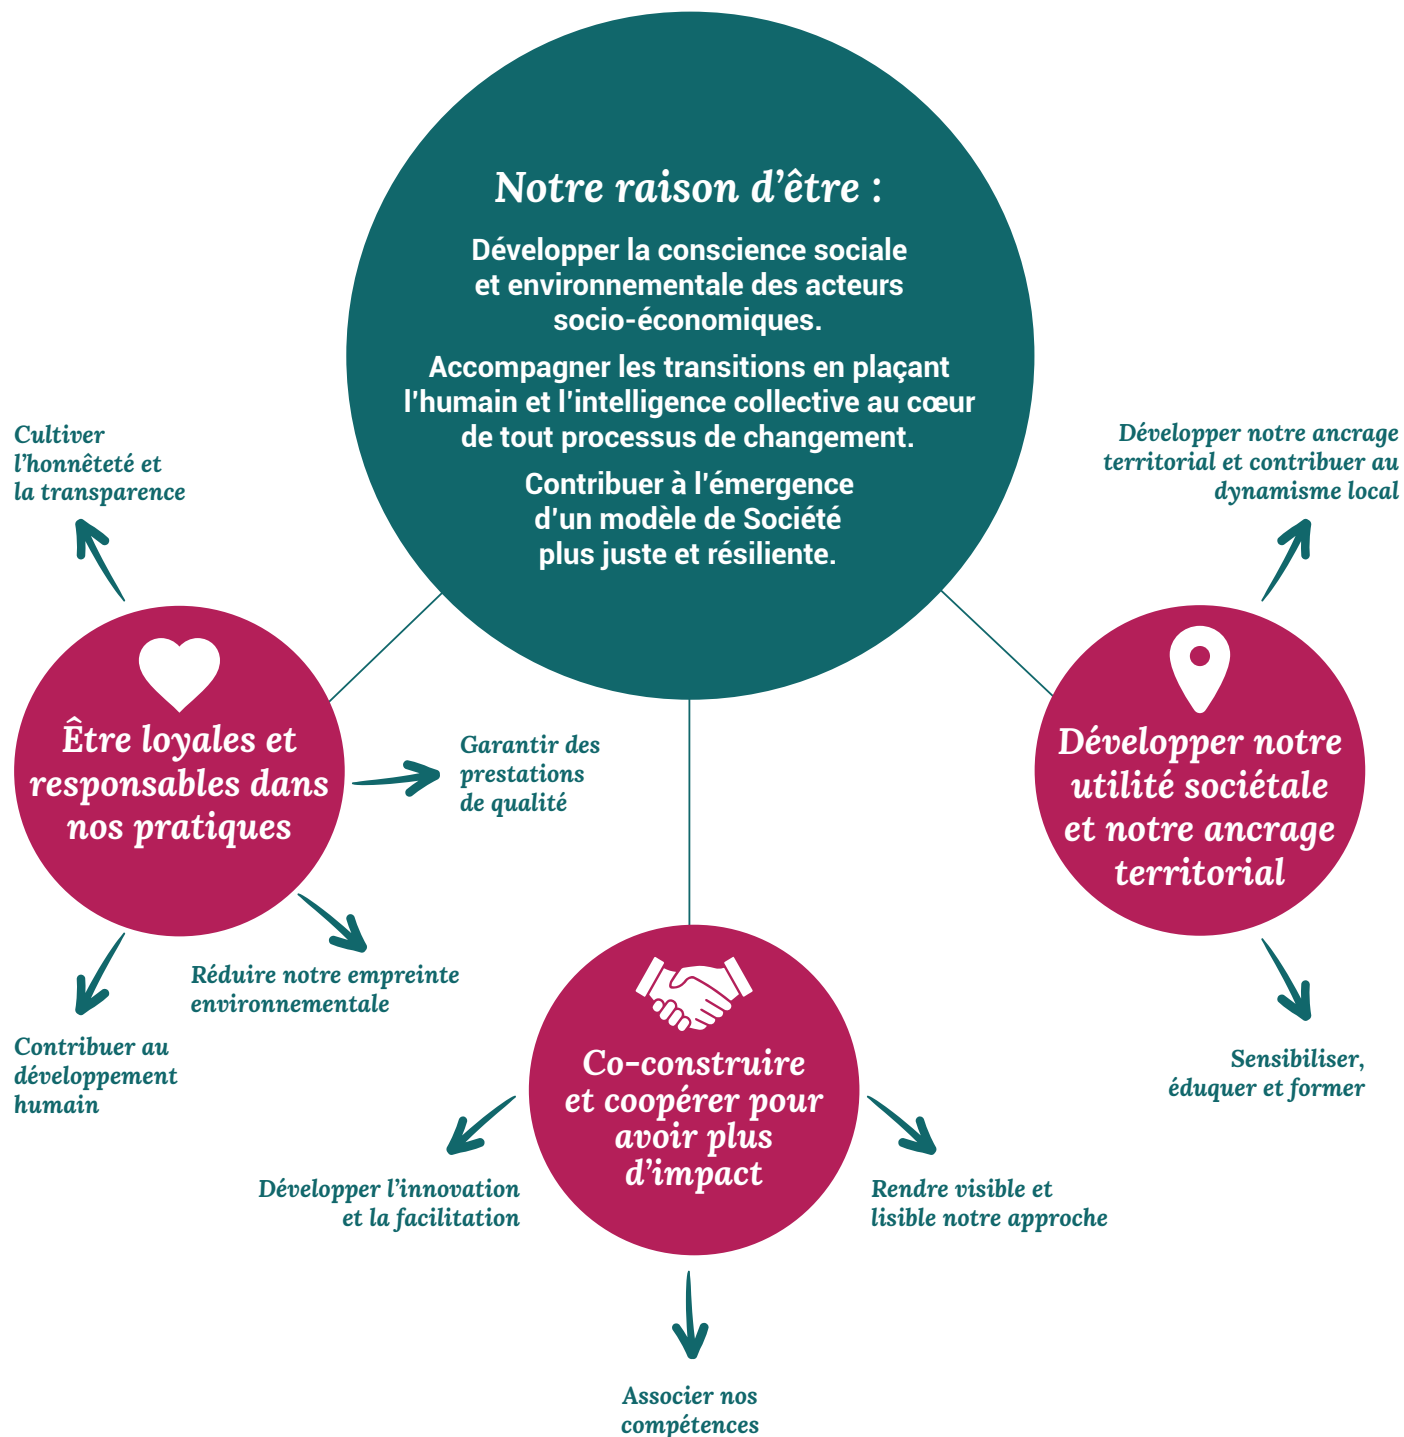 Notre raison d’être :
Développer la conscience sociale
et environnementale des acteurs
socio-économiques.
Accompagner les transitions en plaçant
l'humain et l'intelligence collective au cœur
de tout processus de changement.
Contribuer à l'émergence
d'un modèle de Société
plus juste et résiliente.
Cultiver
l’honnêteté et
la transparence
Être loyales et
responsables dans
nos pratiques
Garantir des
prestations
de qualité
Réduire notre empreinte
environnementale
Contribuer au
développement
humain
Co-construire
et coopérer pour
avoir plus
d’impact
Développer l’innovation
et la facilitation
Associer nos
compétences
Rendre visible et
lisible notre approche
Développer notre ancrage
territorial et contribuer au
dynamisme local
Développer notre
utilité sociétale
et notre ancrage
territorial
Sensibiliser,
éduquer et former